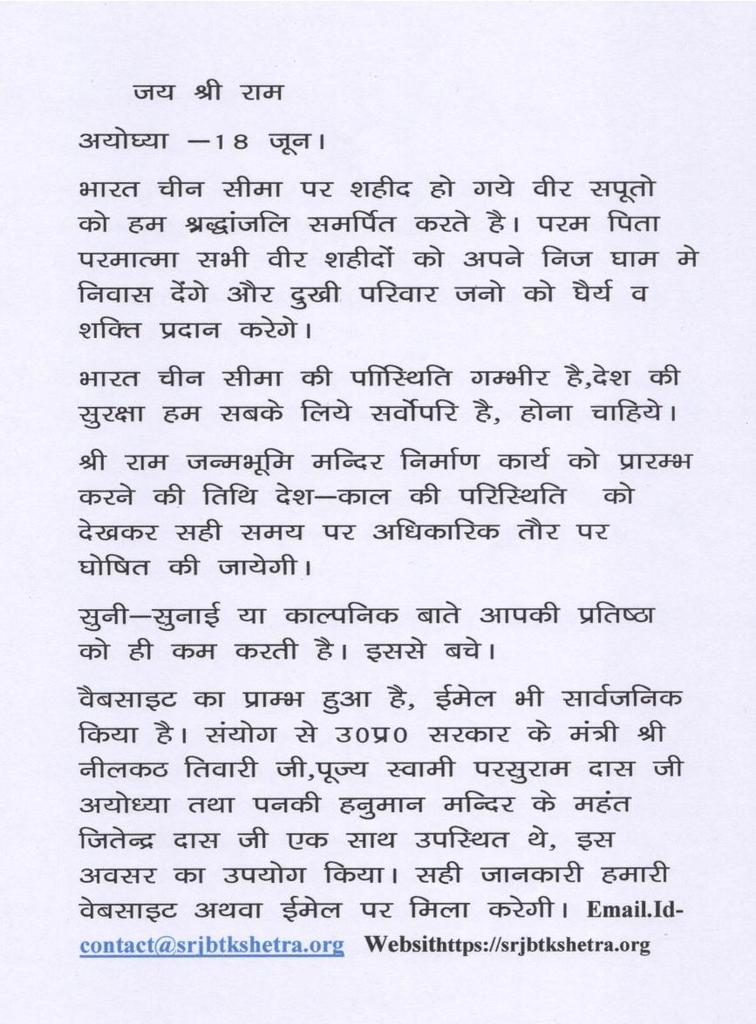 जय श्री राम
अयोघ्या –18 जून।
भारत चीन सीमा पर शहीद हो गये वीर सपूतो
को हम श्रद्धांजलि समर्पित करते है। परम पिता
परमात्मा सभी वीर शहीदों को अपने निज घाम मे
निवास देंगे और दुखी परिवार जनो को घैर्य व
शक्ति प्रदान करेगे।
भारत चीन सीमा की पाीस्थिति गम्भीर है,देश की
सुरक्षा हम सबके लिये सर्वोपरि है, होना चाहिये।
श्री राम जन्मभूमि मन्दिर निर्माण कार्य को प्रारम्भ
करने की तिथि देश–काल की परिस्थिति को
देखकर सही समय पर अधिकारिक तौर पर
घोषित की जायेगी।
सुनी–सुनाई या काल्पनिक बाते आपकी प्रतिष्ठा
को ही कम करती है। इससे बचे।
वैबसाइट का प्राम्भ हुआ है, ईमेल भी सार्वजनिक
किया है। संयोग से उ0प्र0 सरकार के मंत्री श्री
नीलकठ तिवारी जी,पूज्य स्वामी परसुराम दास जी
अयोध्या तथा पनकी हनुमान मन्दिर के महंत
जितेन्द्र दास जी एक साथ उपस्थित थे, इस
अवसर का उपयोग किया। सही जानकारी हमारी
वेबसाइट अथवा ईमेल पर मिला करेगी। Email.Id-
contact@srjbtkshetra.org Websithttps://srjbtkshetra.org